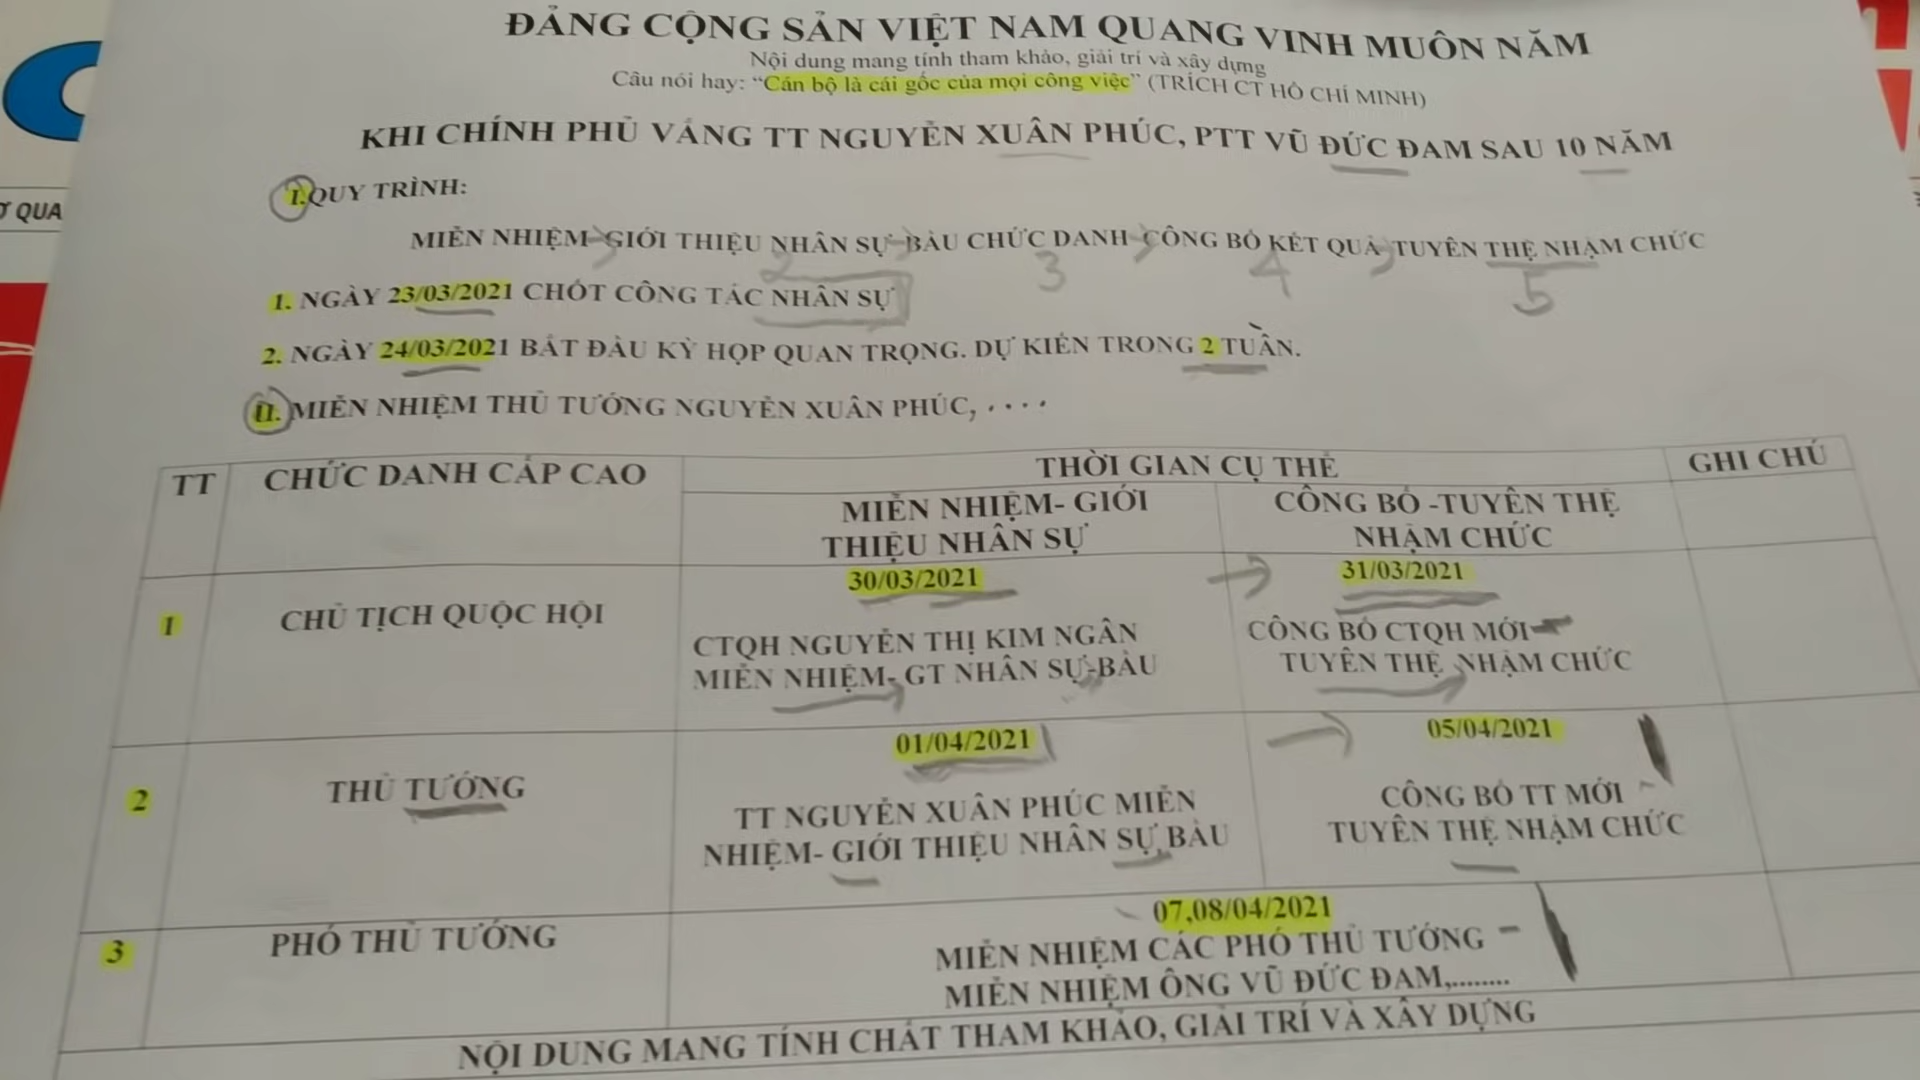 ĐẢNG CỘNG SẢN VIỆT NAM QUANG VINH MUÔN NĂM
Nội dung mang tính tham khảo, giải trí và xây dựng
Câu nói hay: “Cán bộ là cái gốc của mọi công việc” (TRÍCH CT HỒ CHÍ MINH)
KHI CHÍNH PHỦ VẮNG TT NGUYỄN XUÂN PHÚC, PTT VŨ ĐỨC ĐAM SAU 10 NĂM
I. QUY TRÌNH:
MIỄN NHIỆM-GIỚI THIỆU NHÂN SỰ-BẦU CHỨC DANH-CÔNG BỐ KẾT QUẢ-TUYÊN THỆ NHẬM CHỨC
2 3 4 5
1. NGÀY 23/03/2021 CHỐT CÔNG TÁC NHÂN SỰ
2. NGÀY 24/03/2021 BẮT ĐẦU KỲ HỌP QUAN TRỌNG. DỰ KIẾN TRONG 2 TUẦN.
II. MIỄN NHIỆM THỦ TƯỚNG NGUYỄN XUÂN PHÚC, ....
TT CHỨC DANH CẤP CAO THỜI GIAN CỤ THỂ GHI CHÚ
MIỄN NHIỆM- GIỚI THIỆU NHÂN SỰ
CÔNG BỐ -TUYÊN THỆ NHẬM CHỨC
1 CHỦ TỊCH QUỐC HỘI
30/03/2021
CTQH NGUYỄN THỊ KIM NGÂN
MIỄN NHIỆM- GT NHÂN SỰ-BẦU
31/03/2021
CÔNG BỐ CTQH MỚI
TUYÊN THỆ NHẬM CHỨC
2 THỦ TƯỚNG
01/04/2021
TT NGUYỄN XUÂN PHÚC MIỄN
NHIỆM- GIỚI THIỆU NHÂN SỰ BẦU
05/04/2021
CÔNG BỐ TT MỚI
TUYÊN THỆ NHẬM CHỨC
3 PHÓ THỦ TƯỚNG
07,08/04/2021
MIỄN NHIỆM CÁC PHÓ THỦ TƯỚNG
MIỄN NHIỆM ÔNG VŨ ĐỨC ĐAM,........
NỘI DUNG MANG TÍNH CHẤT THAM KHẢO, GIẢI TRÍ VÀ XÂY DỰNG